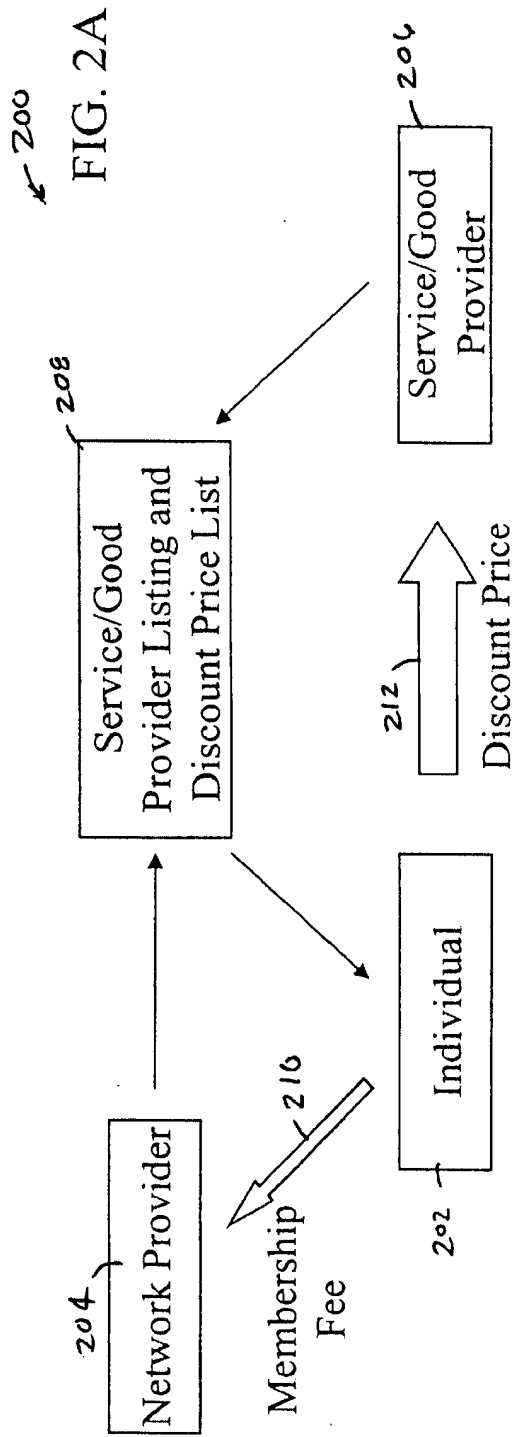 200
FIG. 2A
204
Network Provider
208
Service/Good
Provider Listing and
Discount Price List
Membership
Fee
210
202
Individual
212
Discount Price
206
Service/Good
Provider